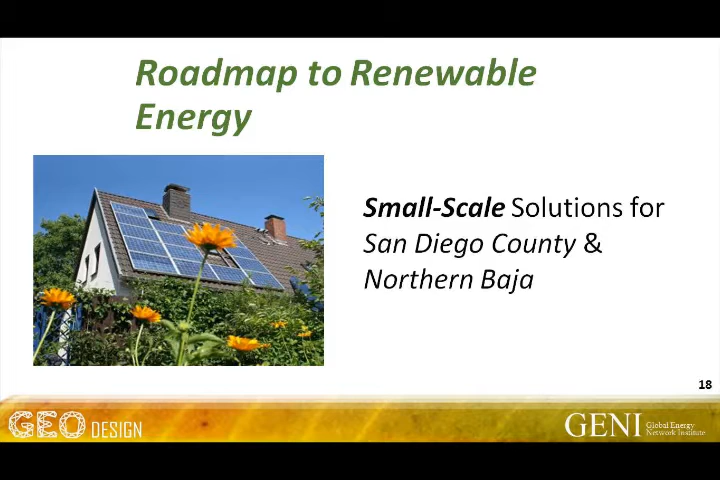 Roadmap to Renewable
Energy
Small-Scale Solutions for
San Diego County &
Northern Baja
18
GEO DESIGN
GENI Global Energy
Network Institute